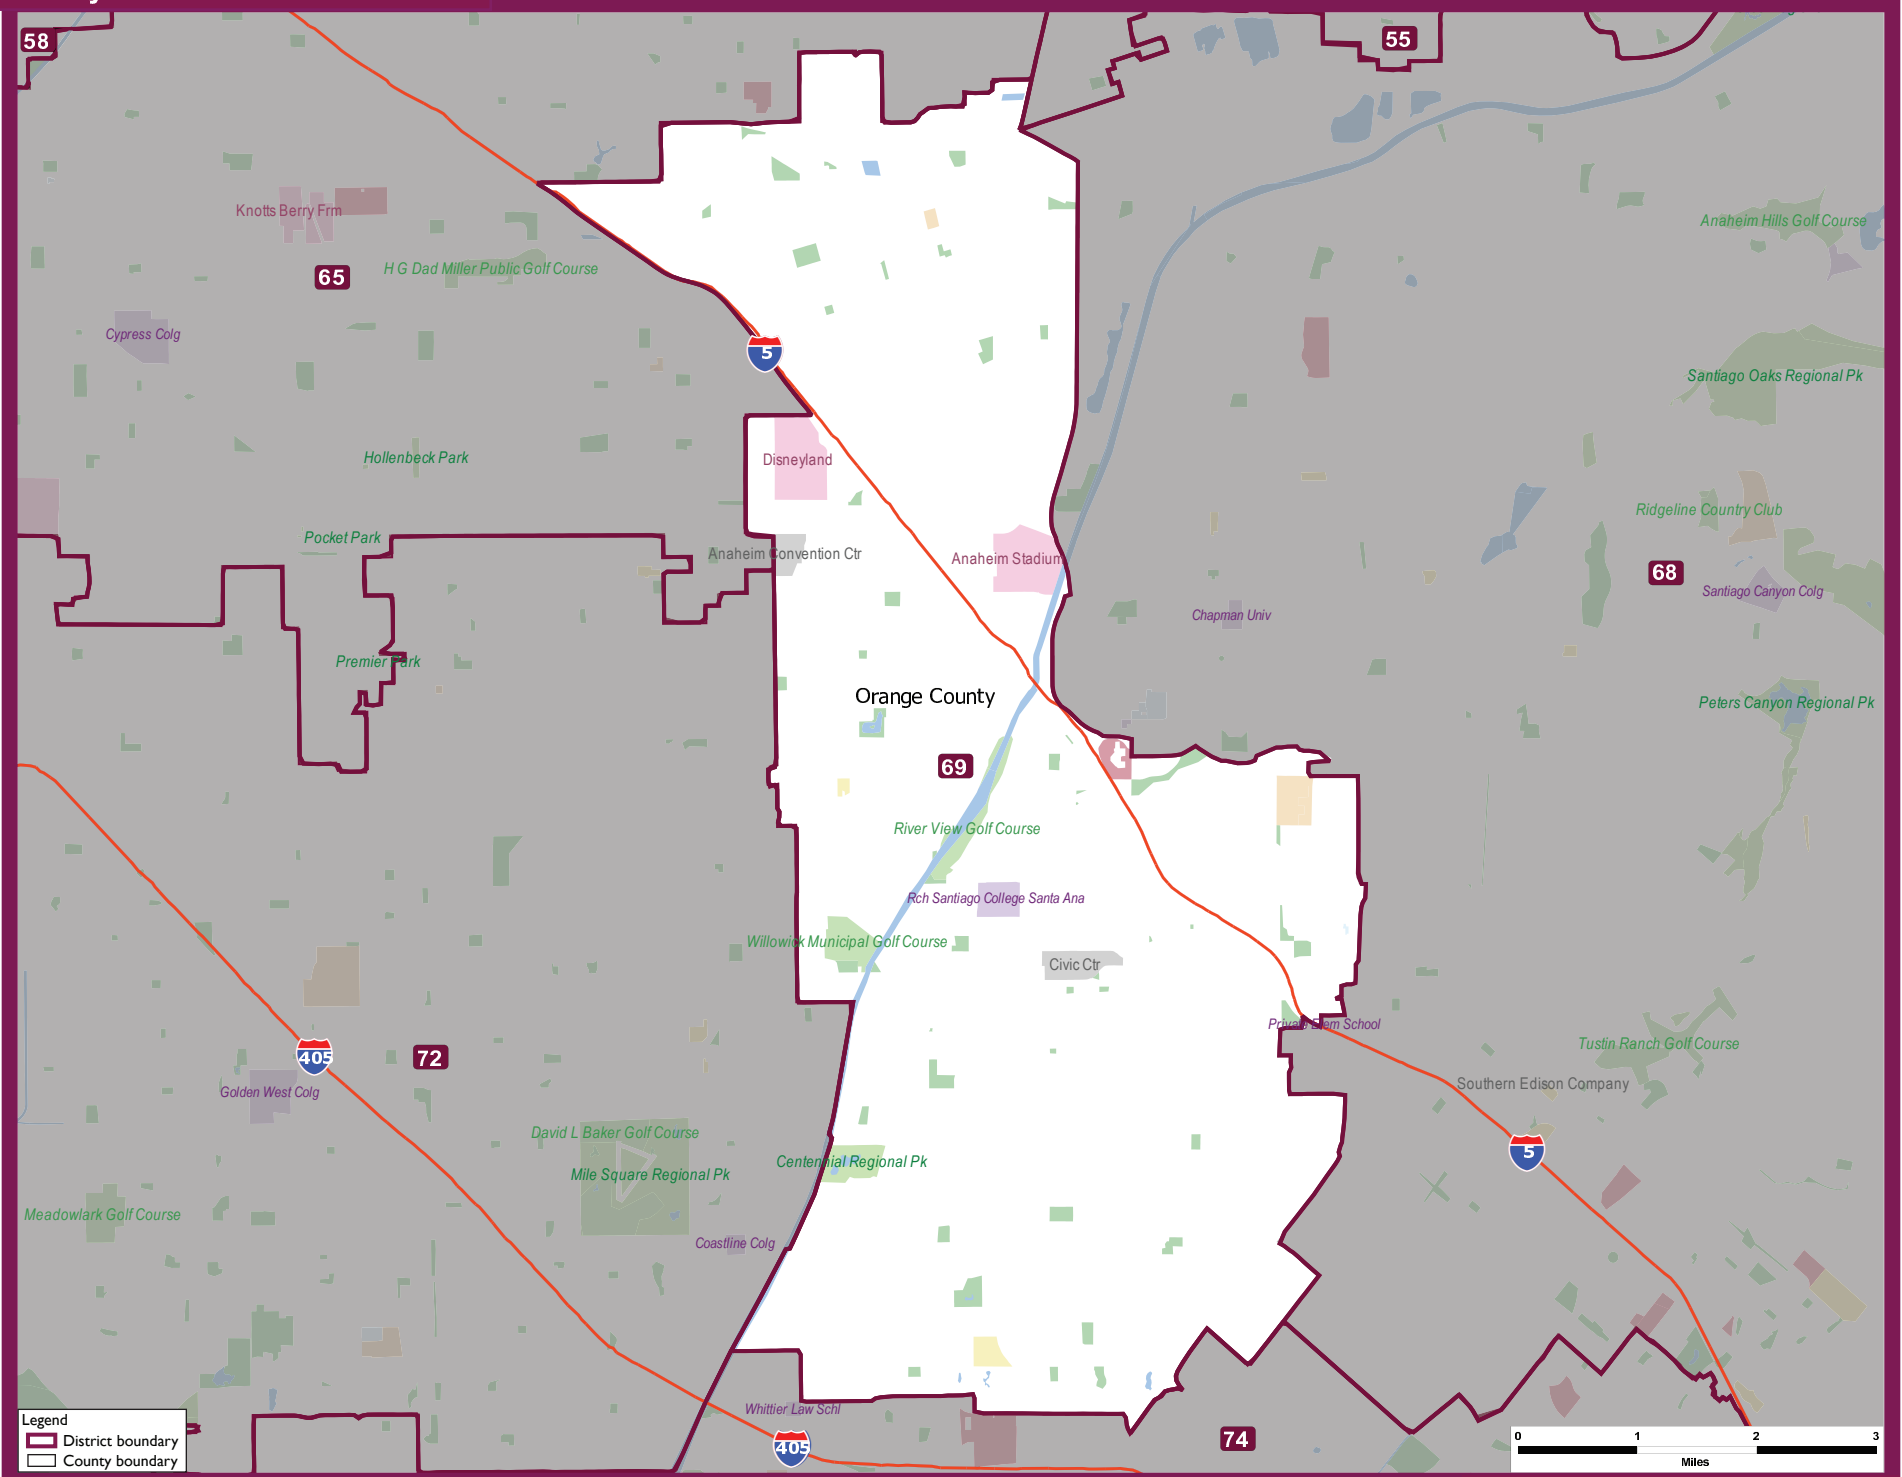 58
55
Knotts Berry Frm
Anaheim Hills Golf Course
65
H G Dad Miller Public Golf Course
Cypress Colg
5
Santiago Oaks Regional Pk
Hollenbeck Park
Disneyland
Ridgeline Country Club
Pocket Park
Anaheim Convention Ctr
Anaheim Stadium
68
Santiago Canyon Colg
Chapman Univ
Premier Park
Orange County
Peters Canyon Regional Pk
69
River View Golf Course
Rch Santiago College Santa Ana
Willowick Municipal Golf Course
Civic Ctr
Private Elem School
Tustin Ranch Golf Course
405
72
Southern Edison Company
Golden West Colg
David L Baker Golf Course
5
Centennial Regional Pk
Mile Square Regional Pk
Meadowlark Golf Course
Coastline Colg
Whittier Law Schl
405
74
Legend
District boundary
County boundary
0 1 2 3
Miles